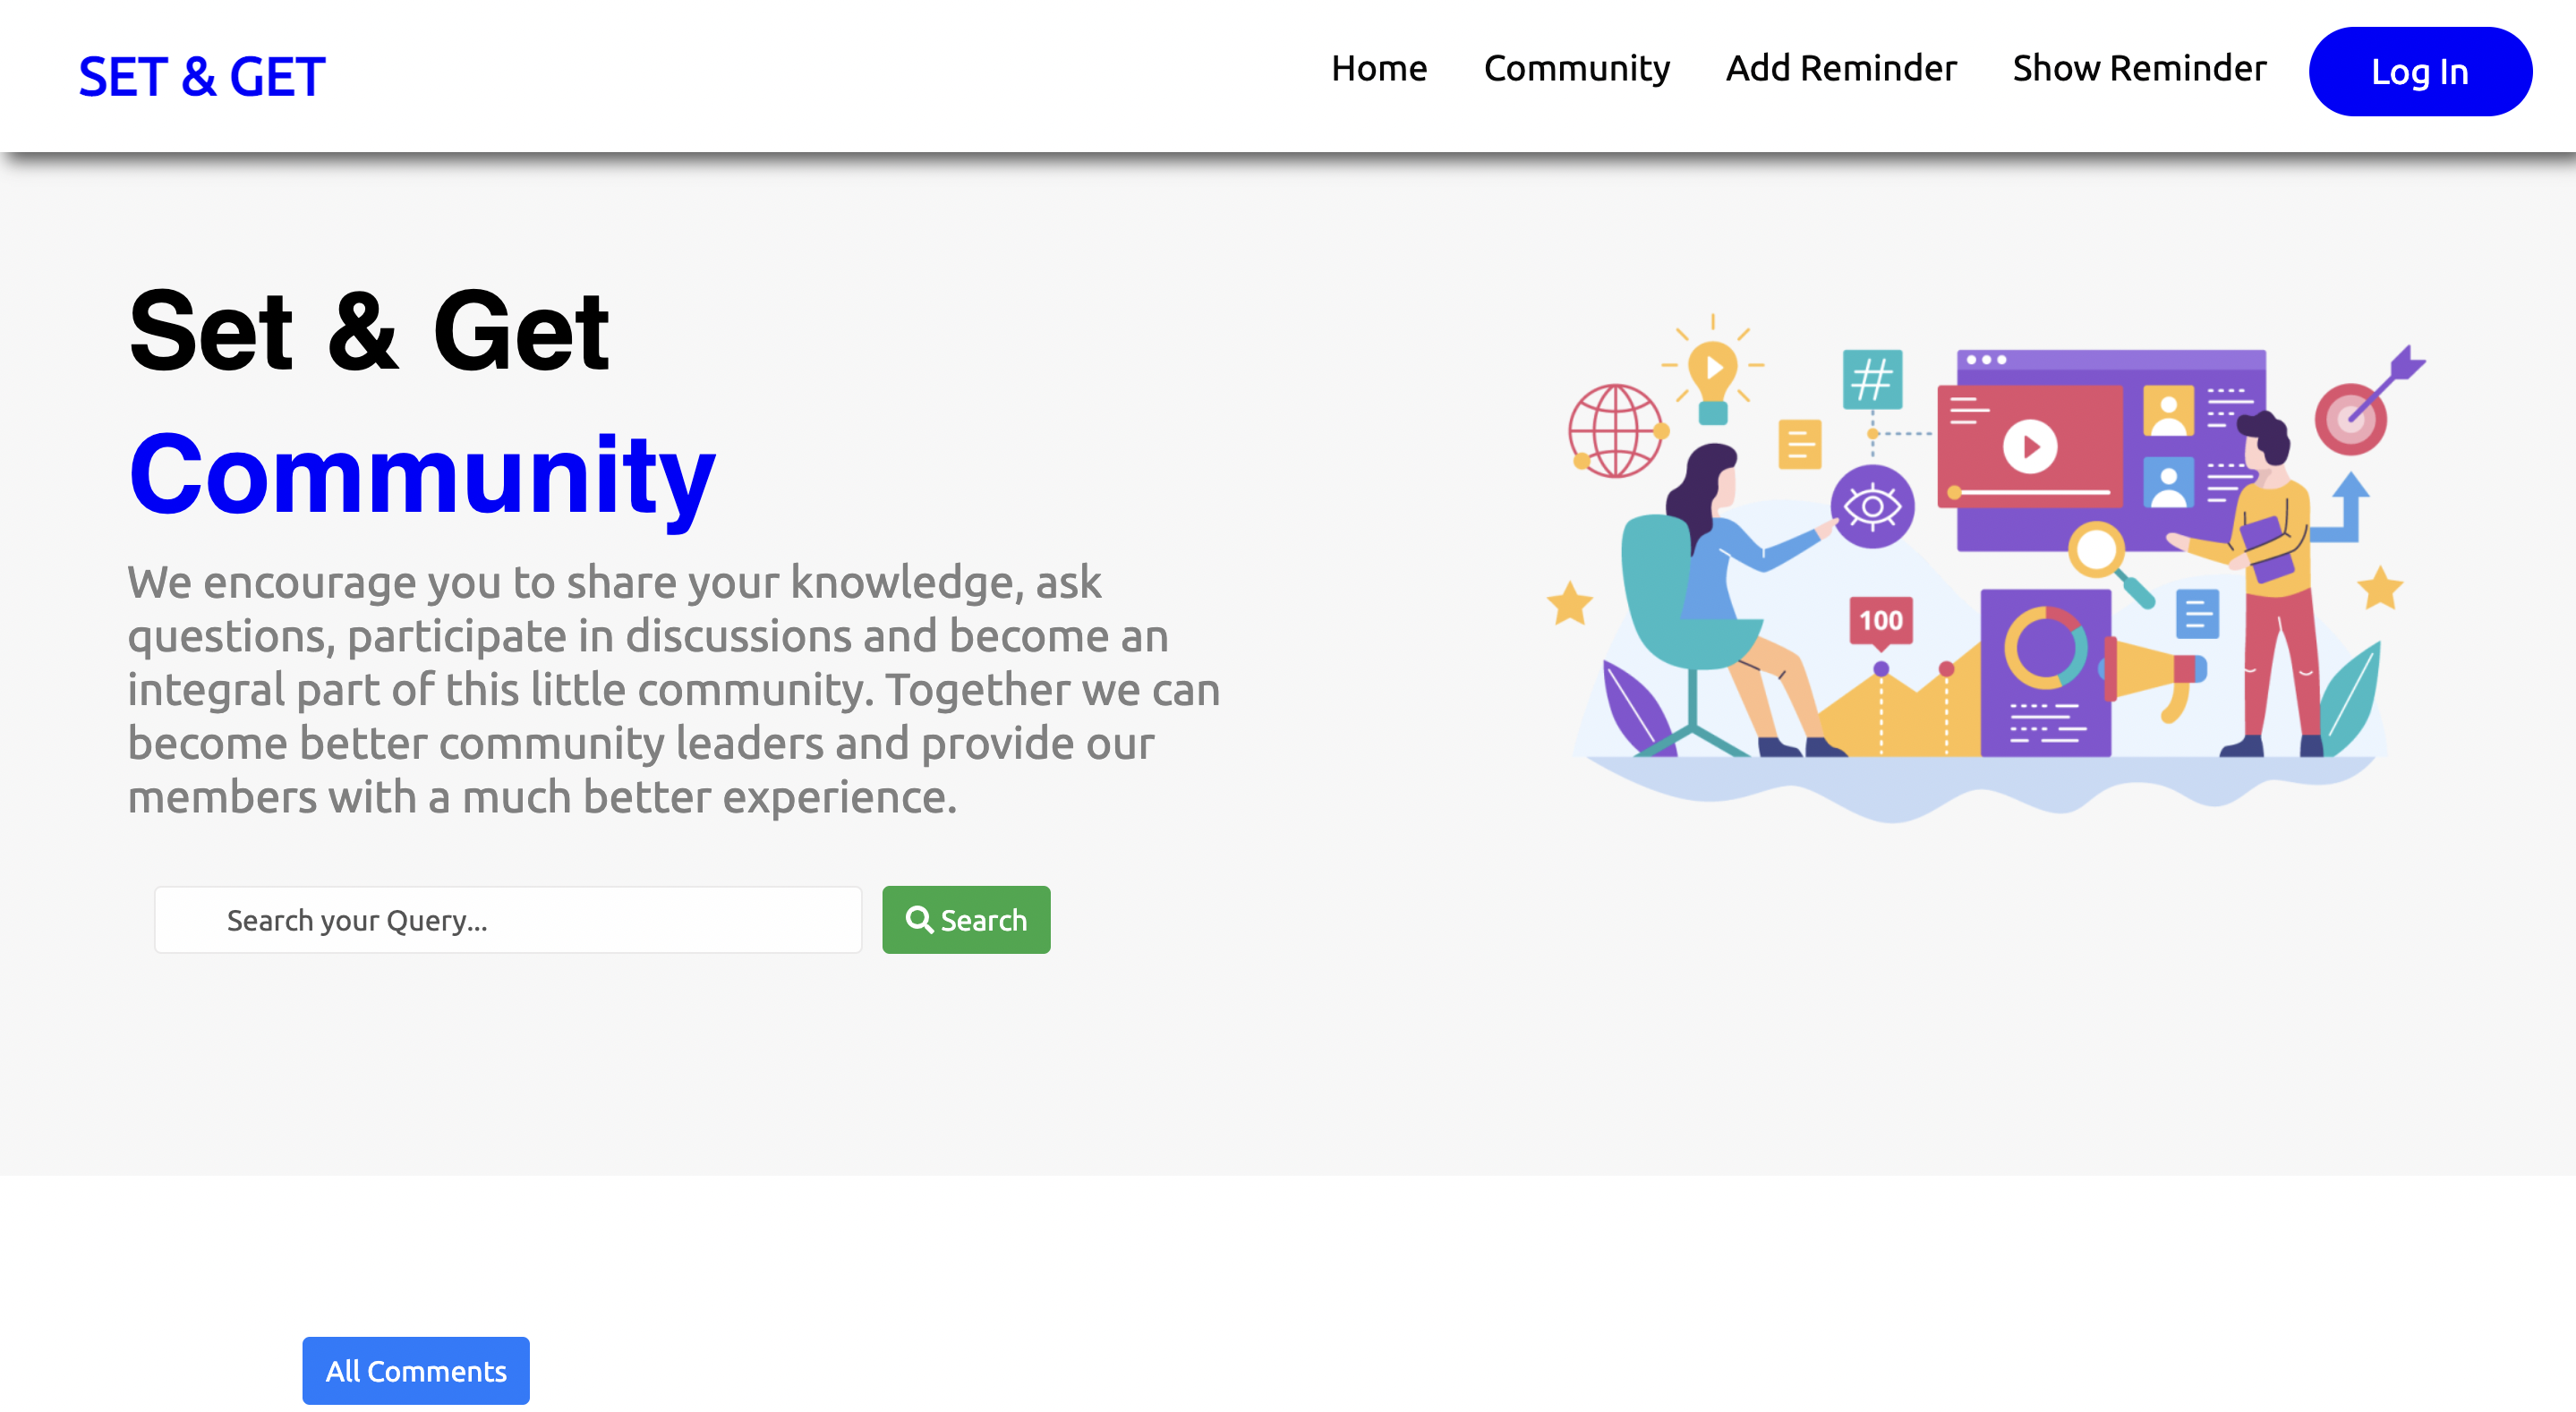 SET & GET
Home
Community
Add Reminder
Show Reminder
Log In
Set & Get
Community
We encourage you to share your knowledge, ask
questions, participate in discussions and become an
integral part of this little community. Together we can
become better community leaders and provide our
members with a much better experience.
#
100
Search your Query...
Search
All Comments